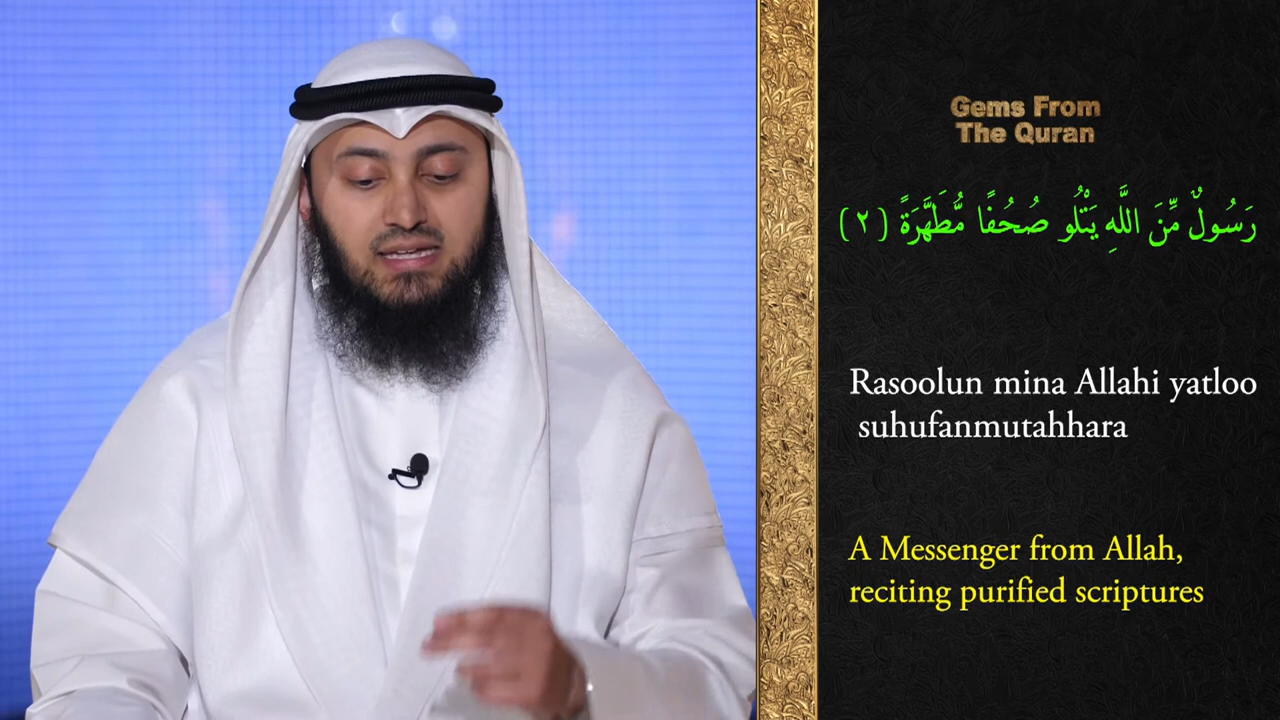 Gems From
The Quran
رَسُولٌ مِّنَ اللَّهِ يَتْلُو صُحُفًا مُّطَهَّرَةً (٢)
Rasoolun mina Allahi yatloo
suhufanmutahhara
A Messenger from Allah,
reciting purified scriptures